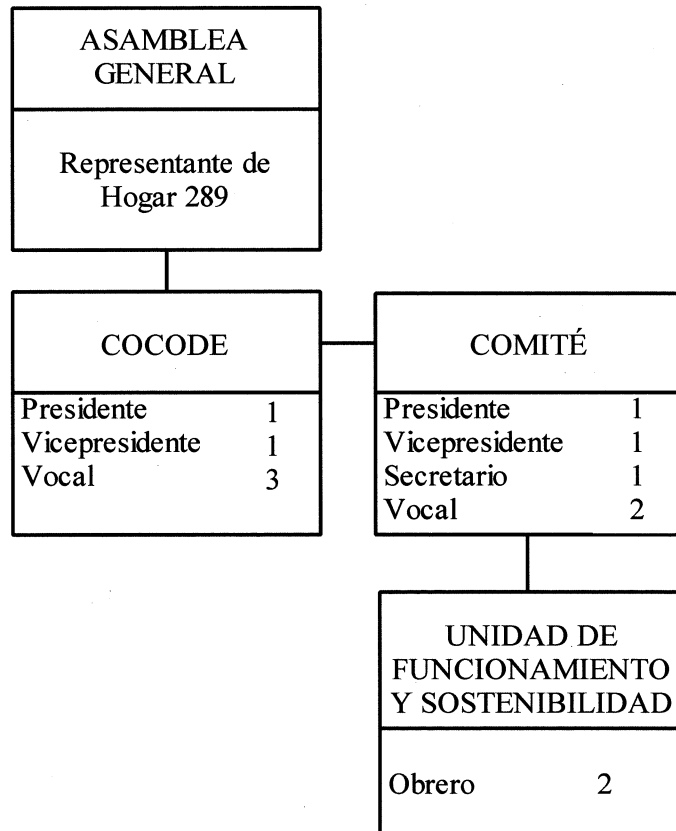 ASAMBLEA
GENERAL
Representante de
Hogar 289
COCODE
Presidente 1
Vicepresidente 1
Vocal 3
COMITÉ
Presidente 1
Vicepresidente 1
Secretario 1
Vocal 2
UNIDAD DE
FUNCIONAMIENTO
Y SOSTENIBILIDAD
Obrero 2